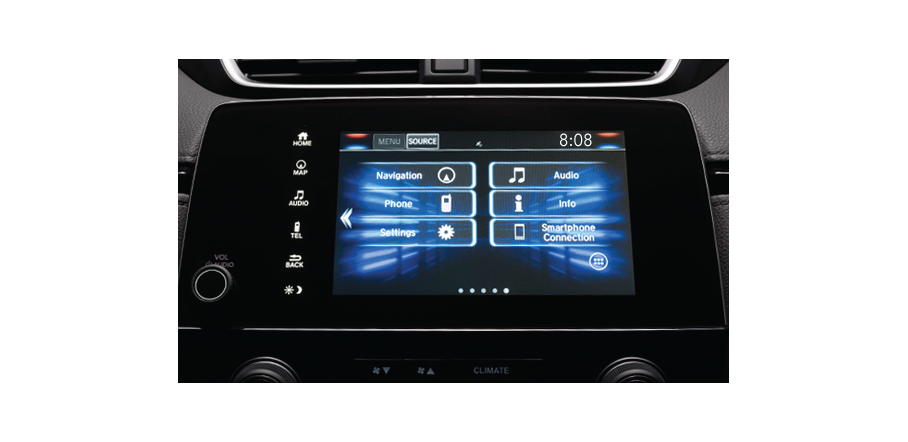 HOME
MENU SOURCE 8:08
MAP
Navigation
Audio
AUDIO
Phone
Info
TEL
Settings
Smartphone
Connection
BACK
VOL
AUDIO
CLIMATE